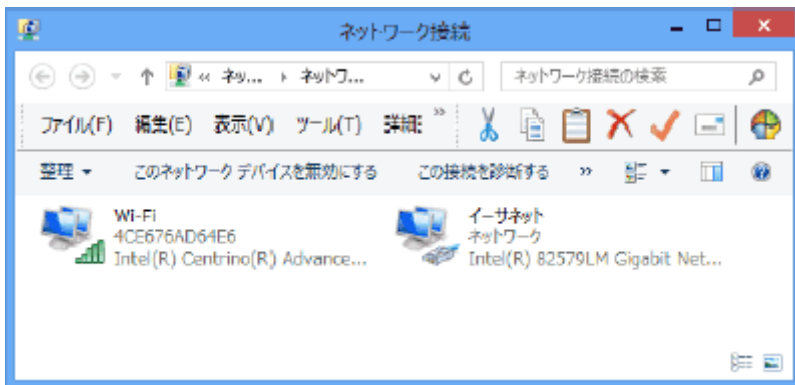 ネットワーク接続
« ネッ... ネットワ... ネットワーク接続の検索
ファイル(F) 編集(E) 表示(V) ツール(T) 詳細 »
整理 このネットワーク デバイスを無効にする この接続を診断する »
Wi-Fi
4CE676AD64E6
Intel(R) Centrino(R) Advance...
イーサネット
ネットワーク
Intel(R) 82579LM Gigabit Net...